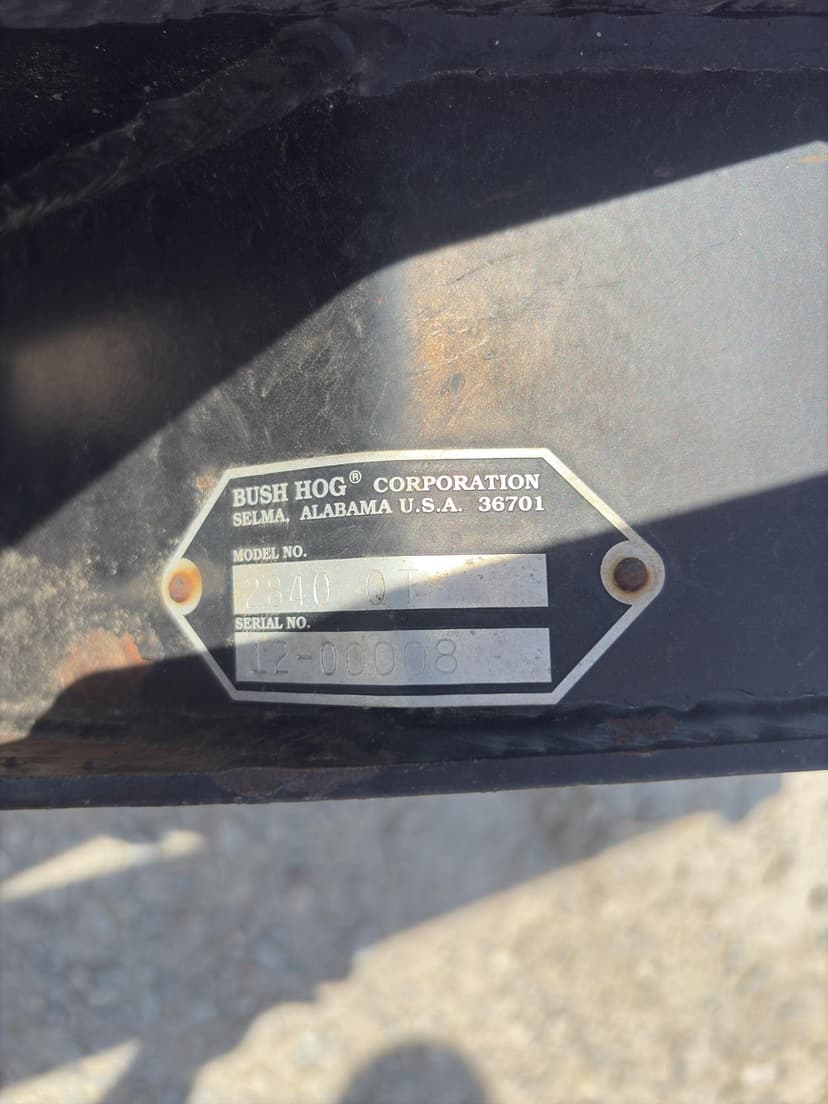 BUSH HOG® CORPORATION
SELMA, ALABAMA U.S.A. 36701
MODEL NO.
2840 QT
SERIAL NO.
12-00008